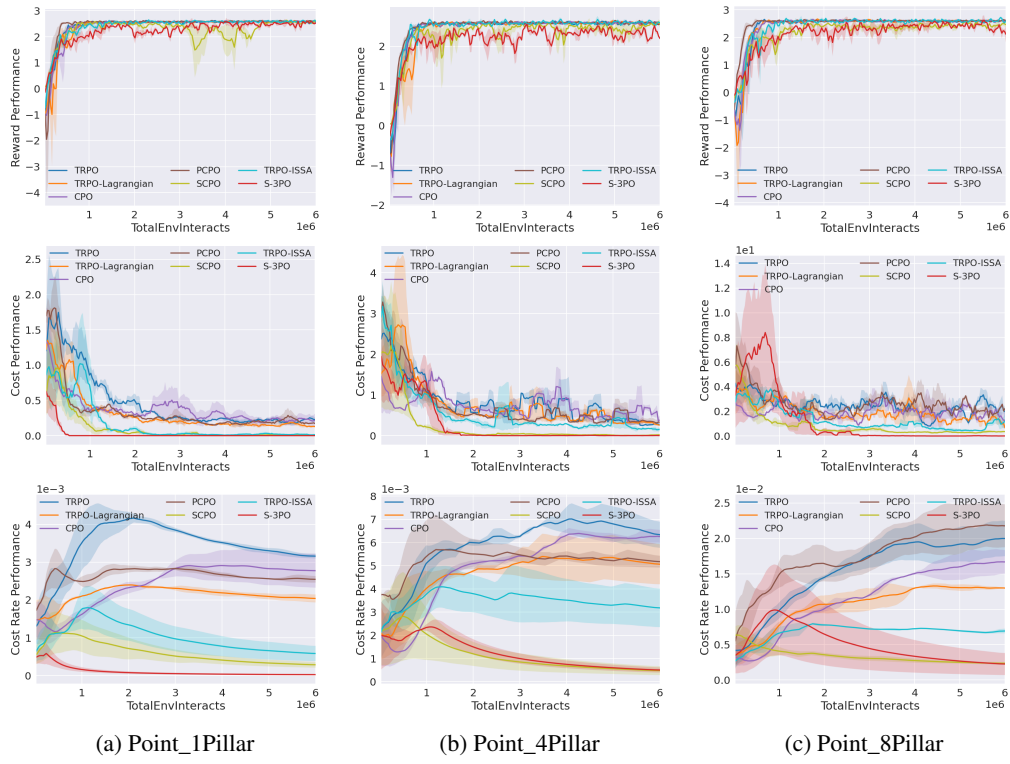 Reward Performance
3
2
1
0
−1
−2
−3
−4
TRPO
TRPO-Lagrangian
CPO
PCPO
SCPO
TRPO-ISSA
S-3PO
1 2 3 4 5 6
TotalEnvInteracts
1e6
Reward Performance
2
1
0
−1
−2
TRPO
TRPO-Lagrangian
CPO
PCPO
SCPO
TRPO-ISSA
S-3PO
1 2 3 4 5 6
TotalEnvInteracts
1e6
Reward Performance
3
2
1
0
−1
−2
−3
−4
TRPO
TRPO-Lagrangian
CPO
PCPO
SCPO
TRPO-ISSA
S-3PO
1 2 3 4 5 6
TotalEnvInteracts
1e6
Cost Performance
2.5
2.0
1.5
1.0
0.5
0.0
TRPO
TRPO-Lagrangian
CPO
PCPO
SCPO
TRPO-ISSA
S-3PO
1 2 3 4 5 6
TotalEnvInteracts
1e6
Cost Performance
4
3
2
1
0
TRPO
TRPO-Lagrangian
CPO
PCPO
SCPO
TRPO-ISSA
S-3PO
1 2 3 4 5 6
TotalEnvInteracts
1e6
Cost Performance
1e1
1.4
1.2
1.0
0.8
0.6
0.4
0.2
0.0
TRPO
TRPO-Lagrangian
CPO
PCPO
SCPO
TRPO-ISSA
S-3PO
1 2 3 4 5 6
TotalEnvInteracts
1e6
Cost Rate Performance
1e−3
4
3
2
1
0
TRPO
TRPO-Lagrangian
CPO
PCPO
SCPO
TRPO-ISSA
S-3PO
1 2 3 4 5 6
TotalEnvInteracts
1e6
Cost Rate Performance
1e−3
8
7
6
5
4
3
2
1
0
TRPO
TRPO-Lagrangian
CPO
PCPO
SCPO
TRPO-ISSA
S-3PO
1 2 3 4 5 6
TotalEnvInteracts
1e6
Cost Rate Performance
1e−2
2.5
2.0
1.5
1.0
0.5
0.0
TRPO
TRPO-Lagrangian
CPO
PCPO
SCPO
TRPO-ISSA
S-3PO
1 2 3 4 5 6
TotalEnvInteracts
1e6
(a) Point_1Pillar
(b) Point_4Pillar
(c) Point_8Pillar